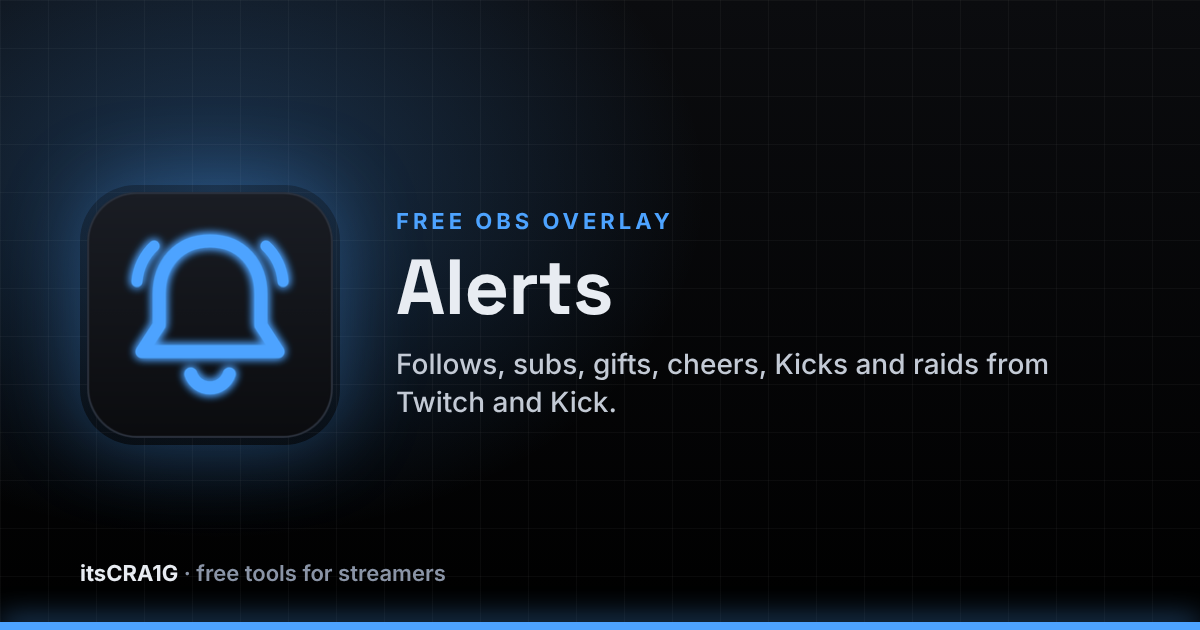 FREE OBS OVERLAY
Alerts
Follows, subs, gifts, cheers, Kicks and raids from
Twitch and Kick.
itsCRA1G · free tools for streamers